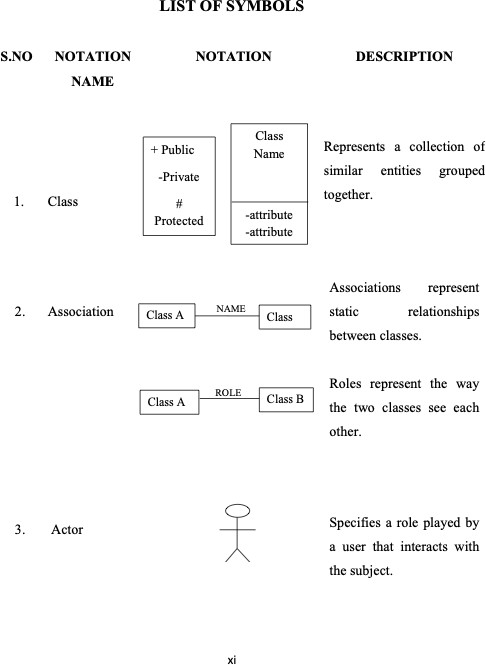 LIST OF SYMBOLS
S.NO NOTATION NAME NOTATION DESCRIPTION
1. Class
+ Public
-Private
#
Protected
Class
Name
-attribute
-attribute
Represents a collection of
similar entities grouped
together.
2. Association
Class A NAME Class
Associations represent
static relationships
between classes.
Class A ROLE Class B
Roles represent the way
the two classes see each
other.
3. Actor
Specifies a role played by
a user that interacts with
the subject.
xi